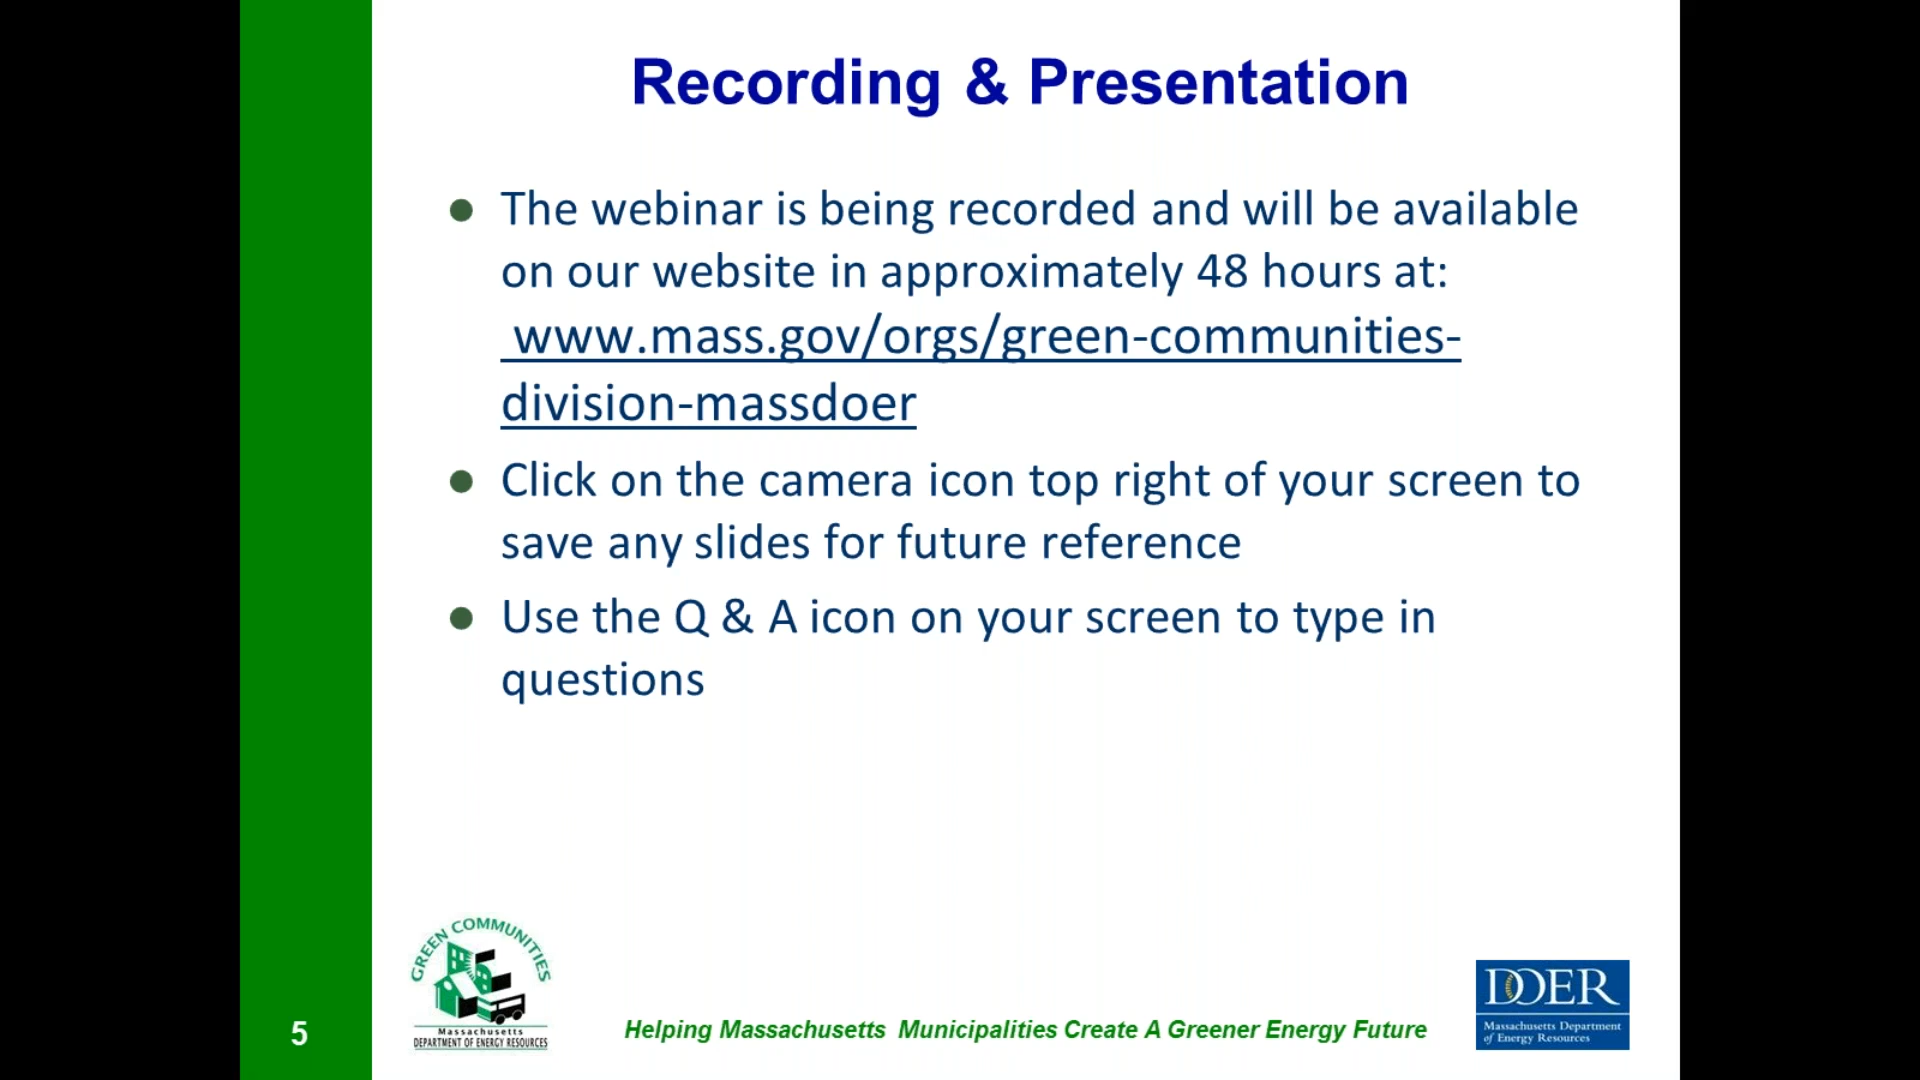 Recording & Presentation
● The webinar is being recorded and will be available
on our website in approximately 48 hours at:
www.mass.gov/orgs/green-communities-
division-massdoer
● Click on the camera icon top right of your screen to
save any slides for future reference
● Use the Q & A icon on your screen to type in
questions
GREEN COMMUNITIES
Massachusetts
DEPARTMENT OF ENERGY RESOURCES
5
Helping Massachusetts Municipalities Create A Greener Energy Future
DOER
Massachusetts Department
of Energy Resources